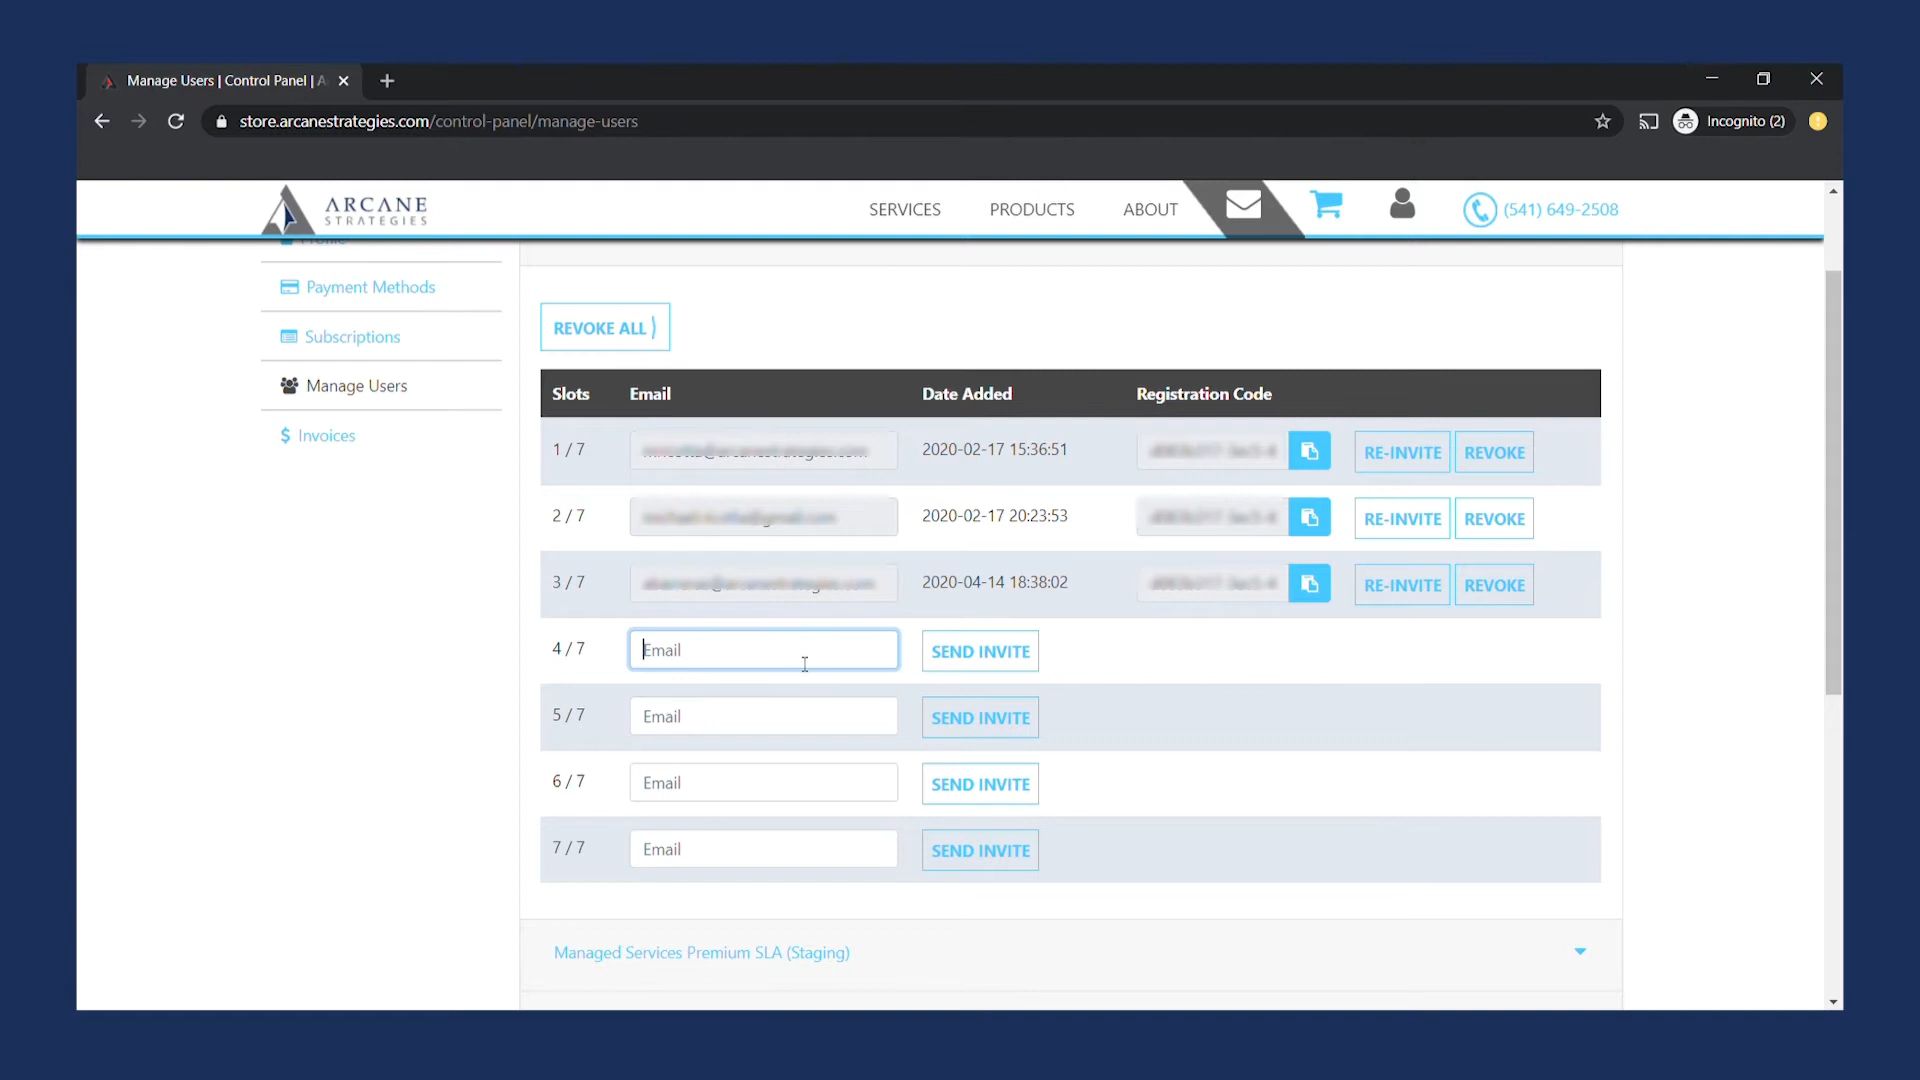 Manage Users | Control Panel | A
store.arcanestrategies.com/control-panel/manage-users
Incognito (2)
ARCANE
STRATEGIES
SERVICES
PRODUCTS
ABOUT
(541) 649-2508
Profile
Payment Methods
Subscriptions
Manage Users
Invoices
REVOKE ALL
Slots Email Date Added Registration Code
1 / 7 2020-02-17 15:36:51 RE-INVITE REVOKE
2 / 7 2020-02-17 20:23:53 RE-INVITE REVOKE
3 / 7 2020-04-14 18:38:02 RE-INVITE REVOKE
4 / 7 Email SEND INVITE
5 / 7 Email SEND INVITE
6 / 7 Email SEND INVITE
7 / 7 Email SEND INVITE
Managed Services Premium SLA (Staging)